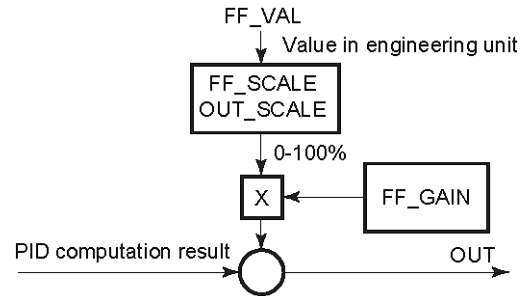 FF_VAL
Value in engineering unit
FF_SCALE
OUT_SCALE
0-100%
X
FF_GAIN
PID computation result
OUT